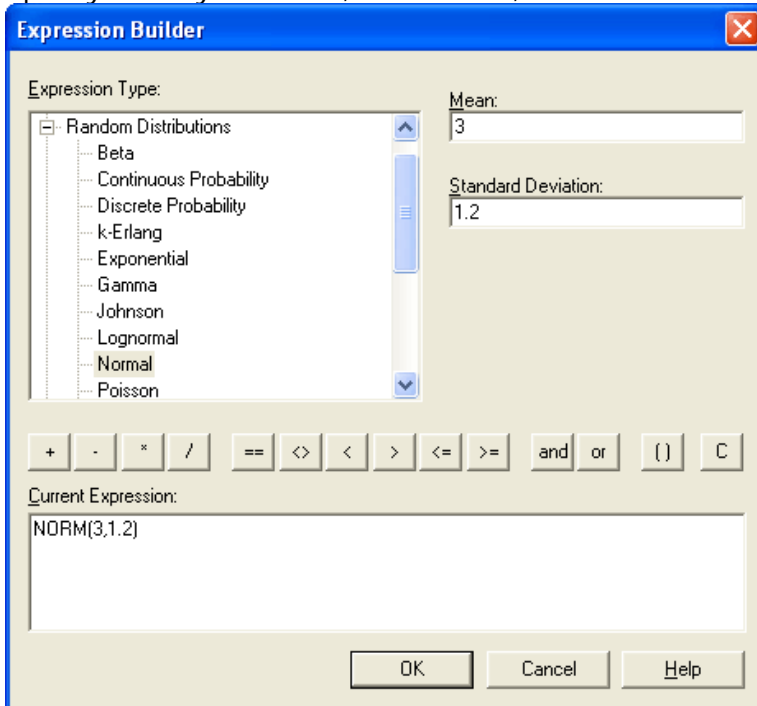 Expression Builder
Expression Type:
Random Distributions
Beta
Continuous Probability
Discrete Probability
k-Erlang
Exponential
Gamma
Johnson
Lognormal
Normal
Poisson
Mean:
3
Standard Deviation:
1.2
+ - * / == <> < > <= >= and or ( ) C
Current Expression:
NORM(3,1.2)
OK Cancel Help